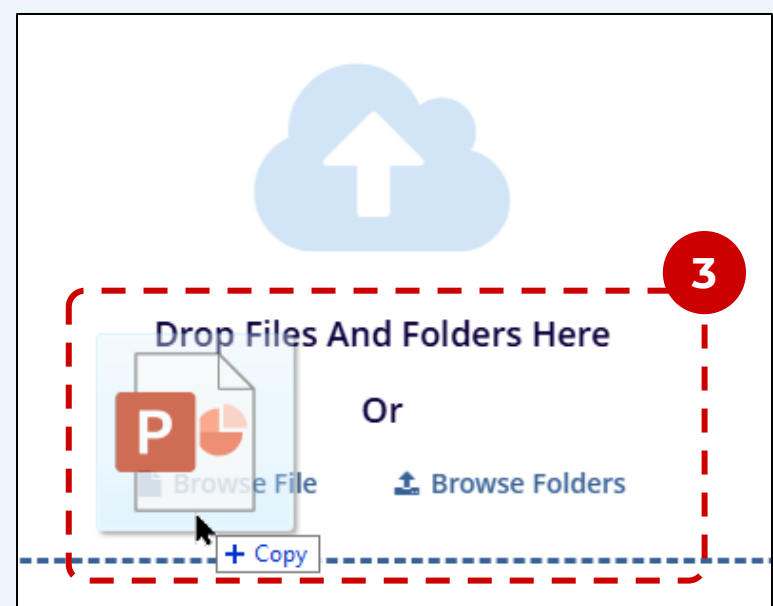 3
Drop Files And Folders Here
Or
P
Browse File Browse Folders
+ Copy